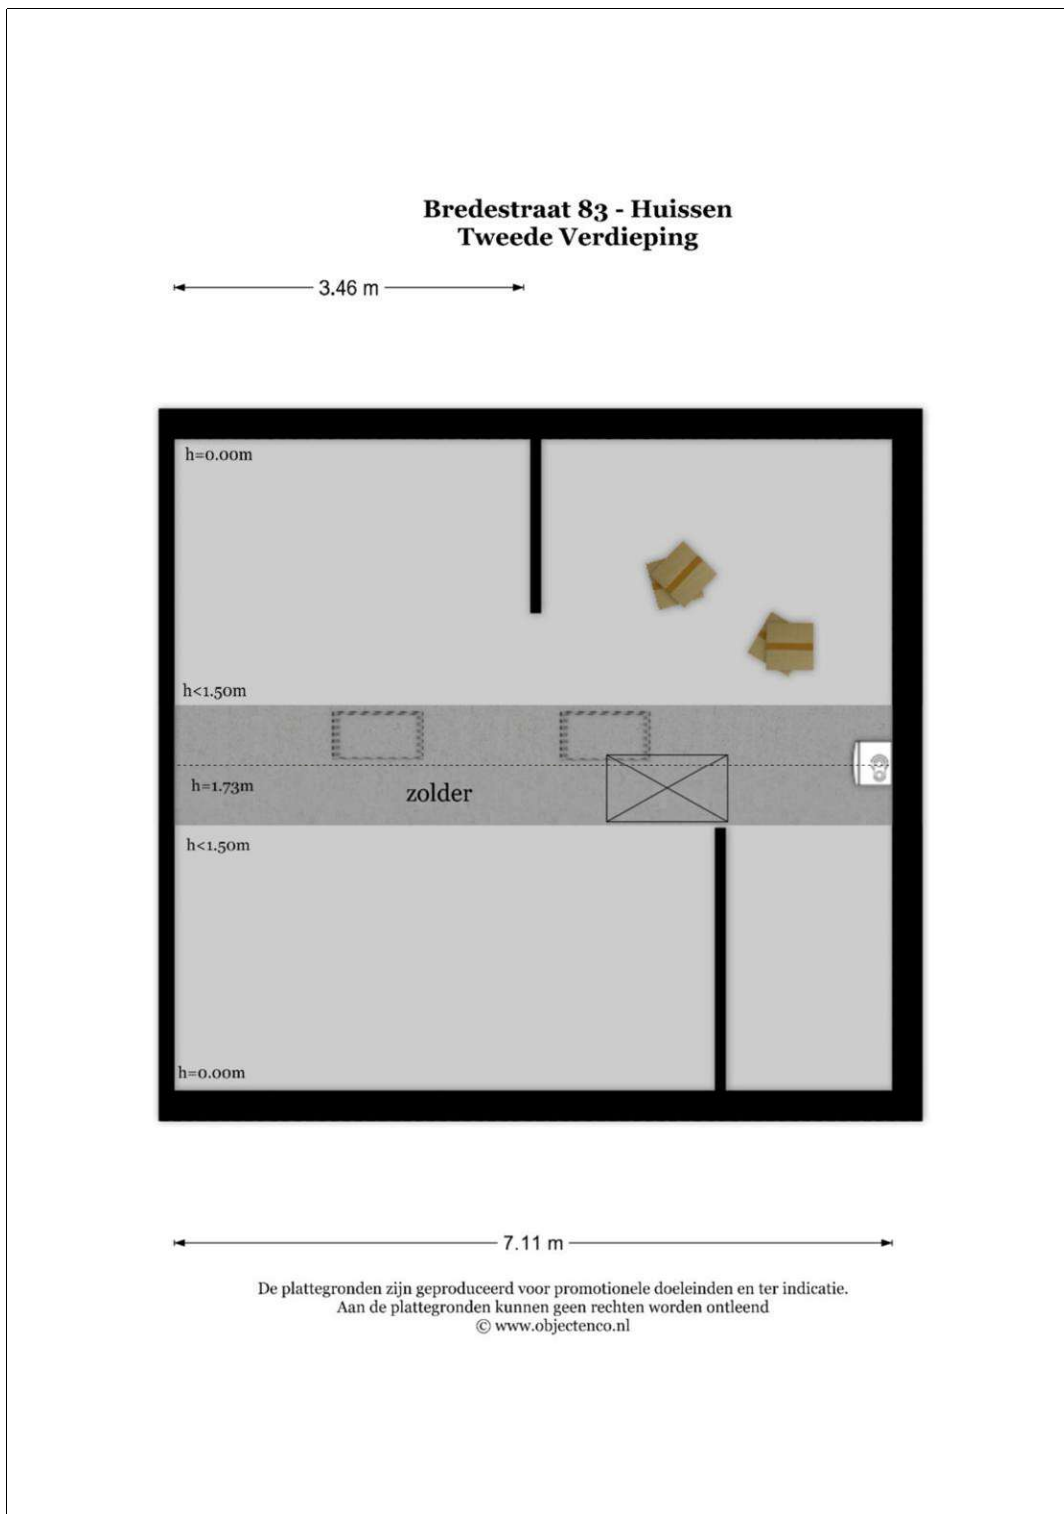 Bredestraat 83 - Huissen
Tweede Verdieping
3.46 m
h=0.00m
h<1.50m
h=1.73m
zolder
h<1.50m
h=0.00m
7.11 m
De plattegronden zijn geproduceerd voor promotionele doeleinden en ter indicatie.
Aan de plattegronden kunnen geen rechten worden ontleend
© www.objectenco.nl